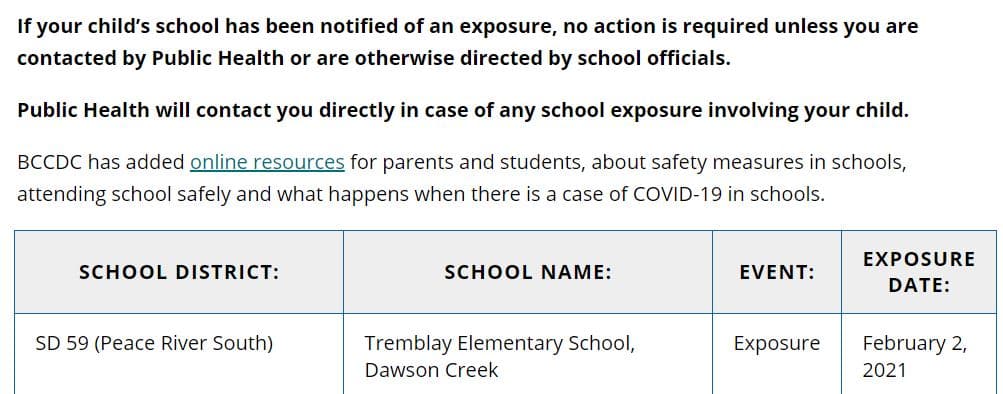 If your child’s school has been notified of an exposure, no action is required unless you are
contacted by Public Health or are otherwise directed by school officials.
Public Health will contact you directly in case of any school exposure involving your child.
BCCDC has added online resources for parents and students, about safety measures in schools,
attending school safely and what happens when there is a case of COVID-19 in schools.
SCHOOL DISTRICT:
SCHOOL NAME:
EVENT:
EXPOSURE
DATE:
SD 59 (Peace River South)
Tremblay Elementary School,
Dawson Creek
Exposure
February 2,
2021